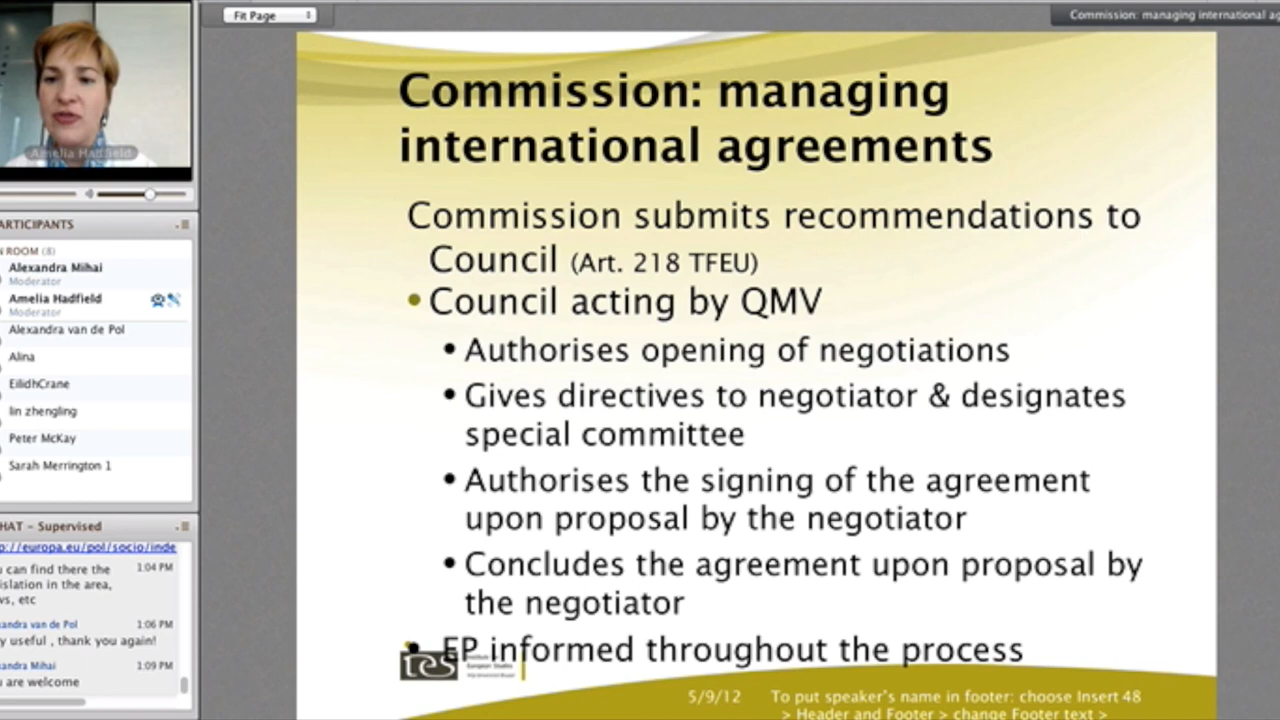 Fit Page
Commission: managing international ag
Amelia Hadfield
ARTICIPANTS
N ROOM (8)
Alexandra Mihai
Moderator
Amelia Hadfield
Moderator
Alexandra van de Pol
Alina
EilidhCrane
lin zhengling
Peter McKay
Sarah Merrington 1
HAT - Supervised
p://europa.eu/pol/socio/inde
u can find there the 1:04 PM
islation in the area,
ws, etc
xandra van de Pol 1:06 PM
y useful , thank you again!
xandra Mihai 1:09 PM
u are welcome
Commission: managing
international agreements
Commission submits recommendations to
Council (Art. 218 TFEU)
• Council acting by QMV
• Authorises opening of negotiations
• Gives directives to negotiator & designates
special committee
• Authorises the signing of the agreement
upon proposal by the negotiator
• Concludes the agreement upon proposal by
the negotiator
• EP informed throughout the process
ies
European Studies
5/9/12 To put speaker's name in footer: choose Insert 48
> Header and Footer > change Footer text >